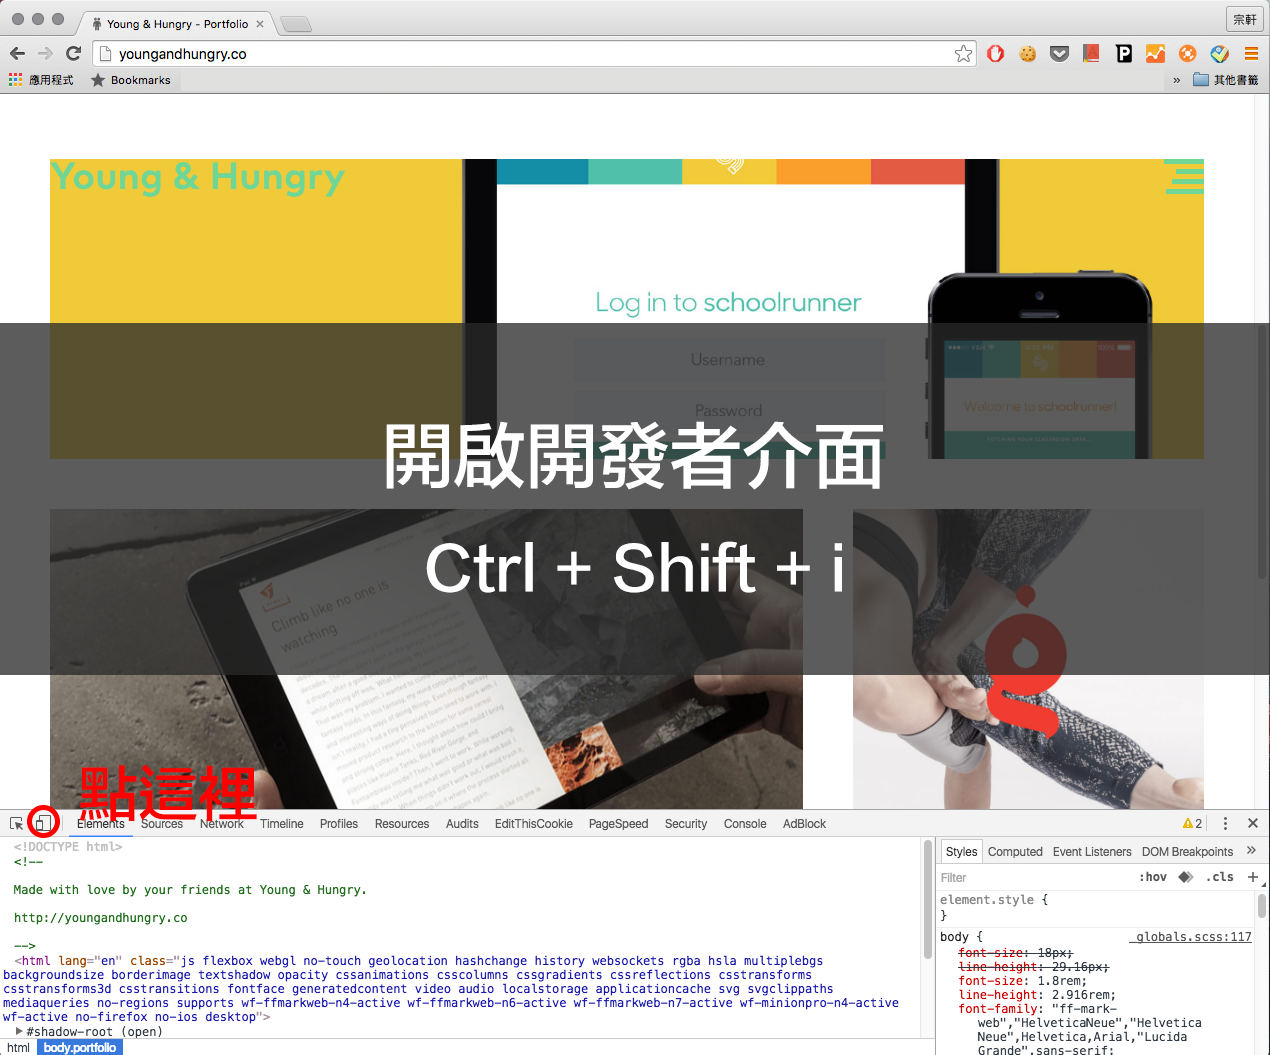 Young & Hungry - Portfolio
宗軒
youngandhungry.co
應用程式 Bookmarks » 其他書籤
Young & Hungry
Log in to schoolrunner
Username
Password
Welcome to schoolrunner!
開啟開發者介面
Ctrl + Shift + i
Climb like no one is
watching
點這裡
Elements Sources Network Timeline Profiles Resources Audits EditThisCookie PageSpeed Security Console AdBlock 2
<!DOCTYPE html>
<!--
Made with love by your friends at Young & Hungry.
http://youngandhungry.co
-->
<html lang="en" class="js flexbox webgl no-touch geolocation hashchange history websockets rgba hsla multiplebgs
backgroundsize borderimage textshadow opacity cssanimations csscolumns cssgradients cssreflections csstransforms
csstransforms3d csstransitions fontface generatedcontent video audio localstorage applicationcache svg svgclippaths
mediaqueries no-regions supports wf-ffmarkweb-n4-active wf-ffmarkweb-n6-active wf-ffmarkweb-n7-active wf-minionpro-n4-active
wf-active no-firefox no-ios desktop">
#shadow-root (open)
html body.portfolio
Styles Computed Event Listeners DOM Breakpoints »
Filter :hov .cls +
element.style {
}
body { _globals.scss:117
font-size: 18px;
line-height: 29.16px;
font-size: 1.8rem;
line-height: 2.916rem;
font-family: "ff-mark-
web","HelveticaNeue","Helvetica
Neue",Helvetica,Arial,"Lucida
Grande",sans-serif;